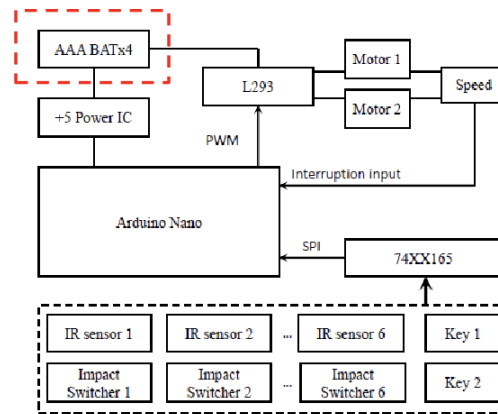 AAA BATx4
Motor 1
L293
Speed
Motor 2
+5 Power IC
PWM
Interruption input
Arduino Nano
SPI
74XX165
IR sensor 1
IR sensor 2
...
IR sensor 6
Key 1
Impact
Switcher 1
Impact
Switcher 2
...
Impact
Switcher 6
Key 2